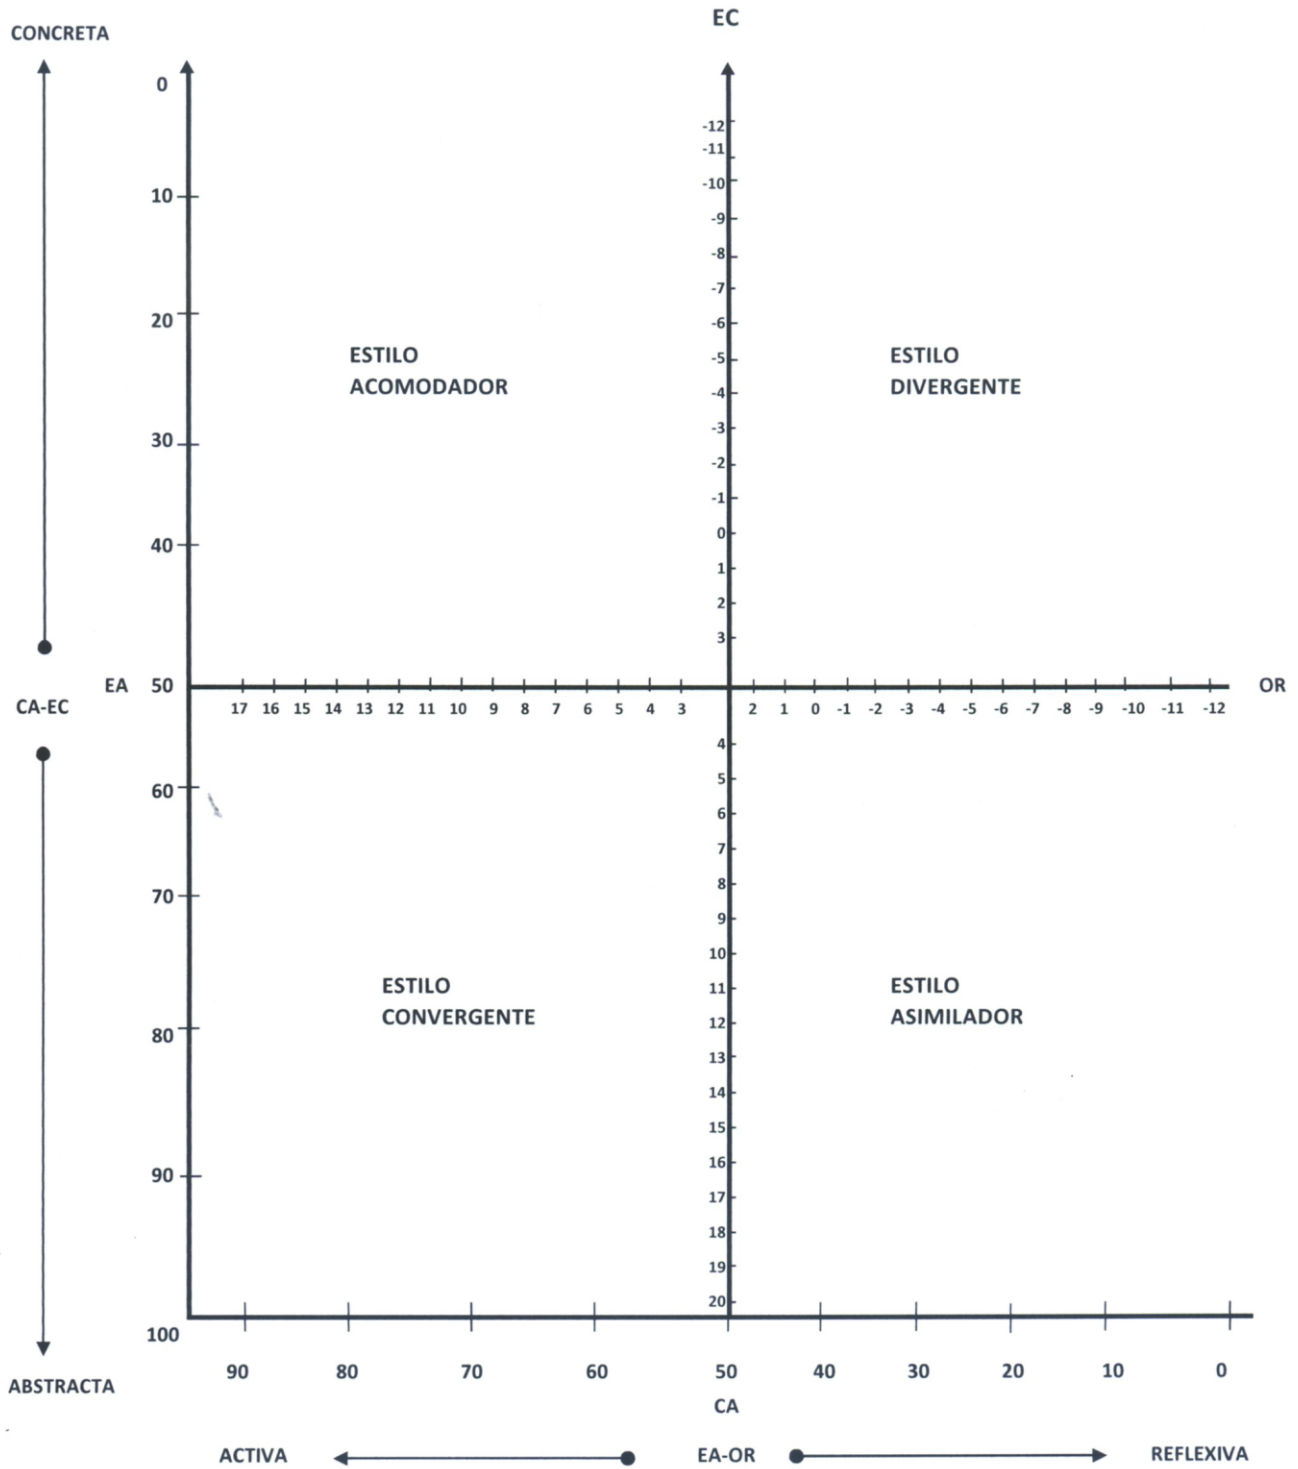 EC
CONCRETA
0
-12
-11
-10
10
-9
-8
-7
20
-6
ESTILO
ACOMODADOR
-5
ESTILO
DIVERGENTE
-4
-3
30
-2
-1
40
0
1
2
3
EA
50
OR
CA-EC
17 16 15 14 13 12 11 10 9 8 7 6 5 4 3 2 1 0 -1 -2 -3 -4 -5 -6 -7 -8 -9 -10 -11 -12
4
5
60
6
7
8
70
9
10
ESTILO
CONVERGENTE
11
ESTILO
ASIMILADOR
12
80
13
14
15
16
90
17
18
19
20
100
90 80 70 60 50 40 30 20 10 0
ABSTRACTA
CA
ACTIVA EA-OR REFLEXIVA